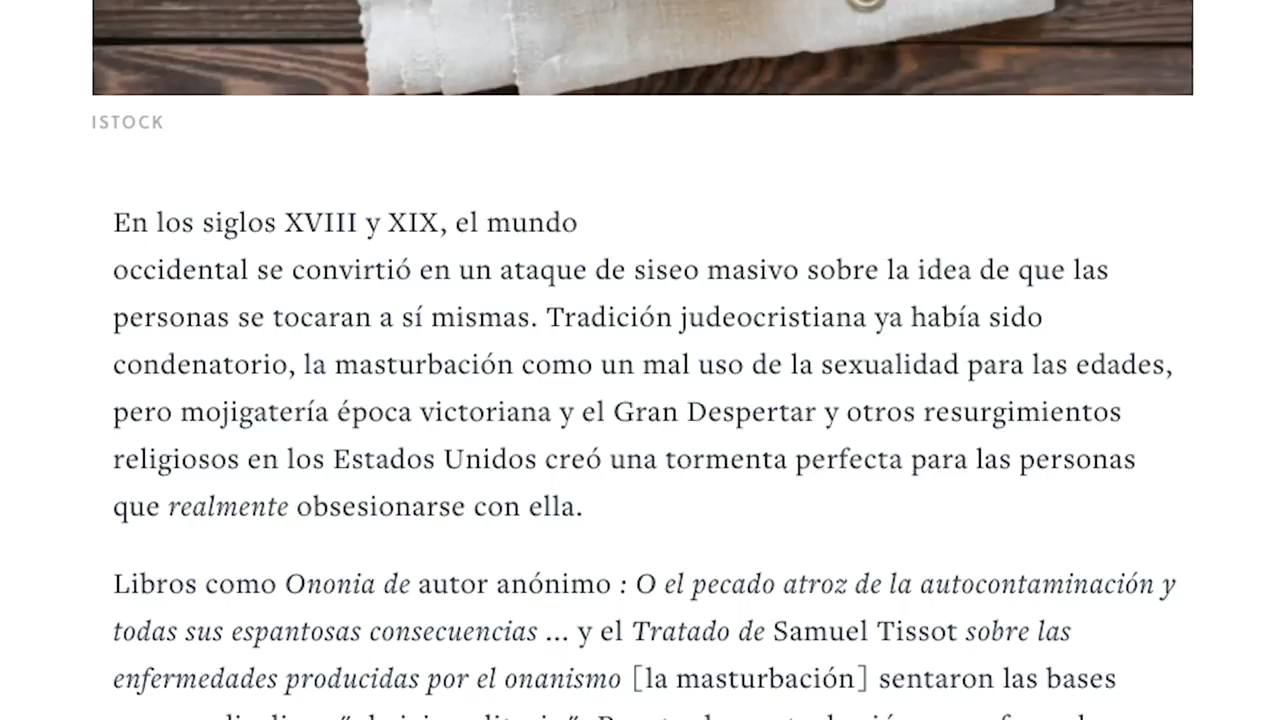 ISTOCK
En los siglos XVIII y XIX, el mundo
occidental se convirtió en un ataque de siseo masivo sobre la idea de que las
personas se tocaran a sí mismas. Tradición judeocristiana ya había sido
condenatorio, la masturbación como un mal uso de la sexualidad para las edades,
pero mojigatería época victoriana y el Gran Despertar y otros resurgimientos
religiosos en los Estados Unidos creó una tormenta perfecta para las personas
que realmente obsesionarse con ella.
Libros como Ononia de autor anónimo : O el pecado atroz de la autocontaminación y
todas sus espantosas consecuencias ... y el Tratado de Samuel Tissot sobre las
enfermedades producidas por el onanismo [la masturbación] sentaron las bases